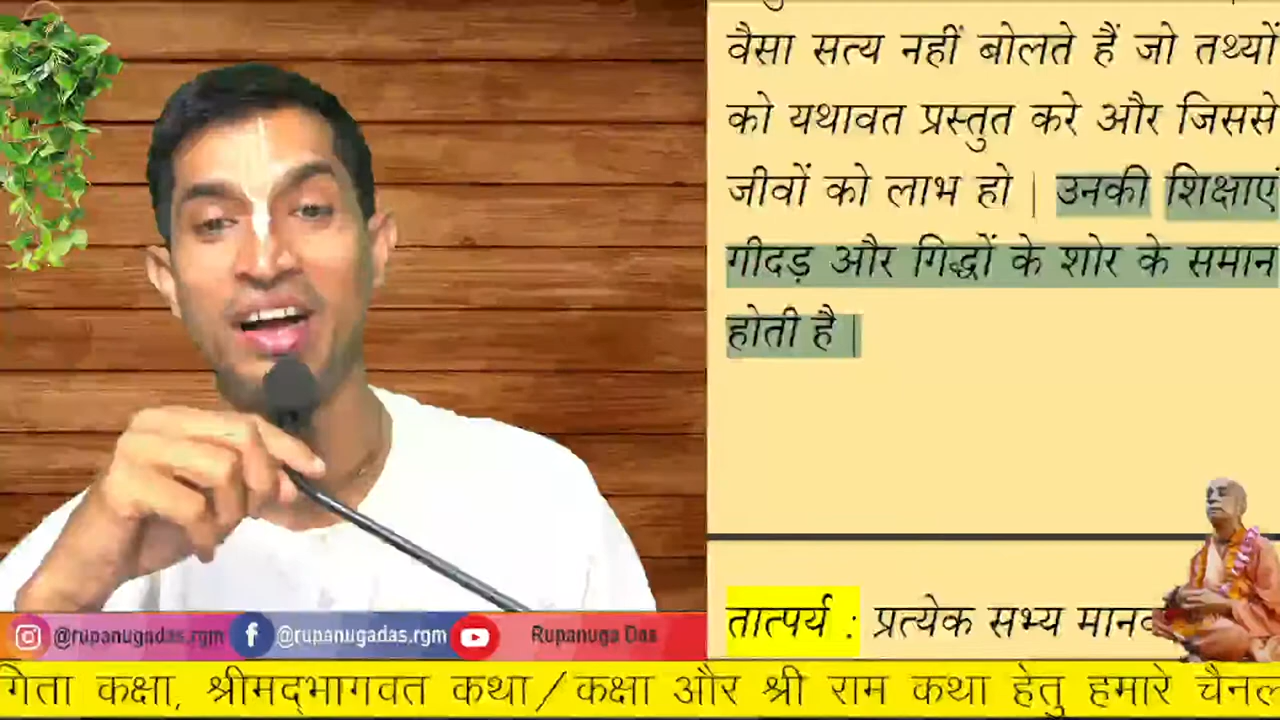 वैसा सत्य नहीं बोलते हैं जो तथ्यों
को यथावत प्रस्तुत करे और जिससे
जीवों को लाभ हो | उनकी शिक्षाएं
गीदड़ और गिद्धों के शोर के समान
होती है |
तात्पर्य : प्रत्येक सभ्य
@rupanugadas.rgm @rupanugadas.rgm Rupanuga Das
कक्षा, श्रीमद्भागवत कथा/कक्षा और श्री राम कथा हेतु हमारे चैनल